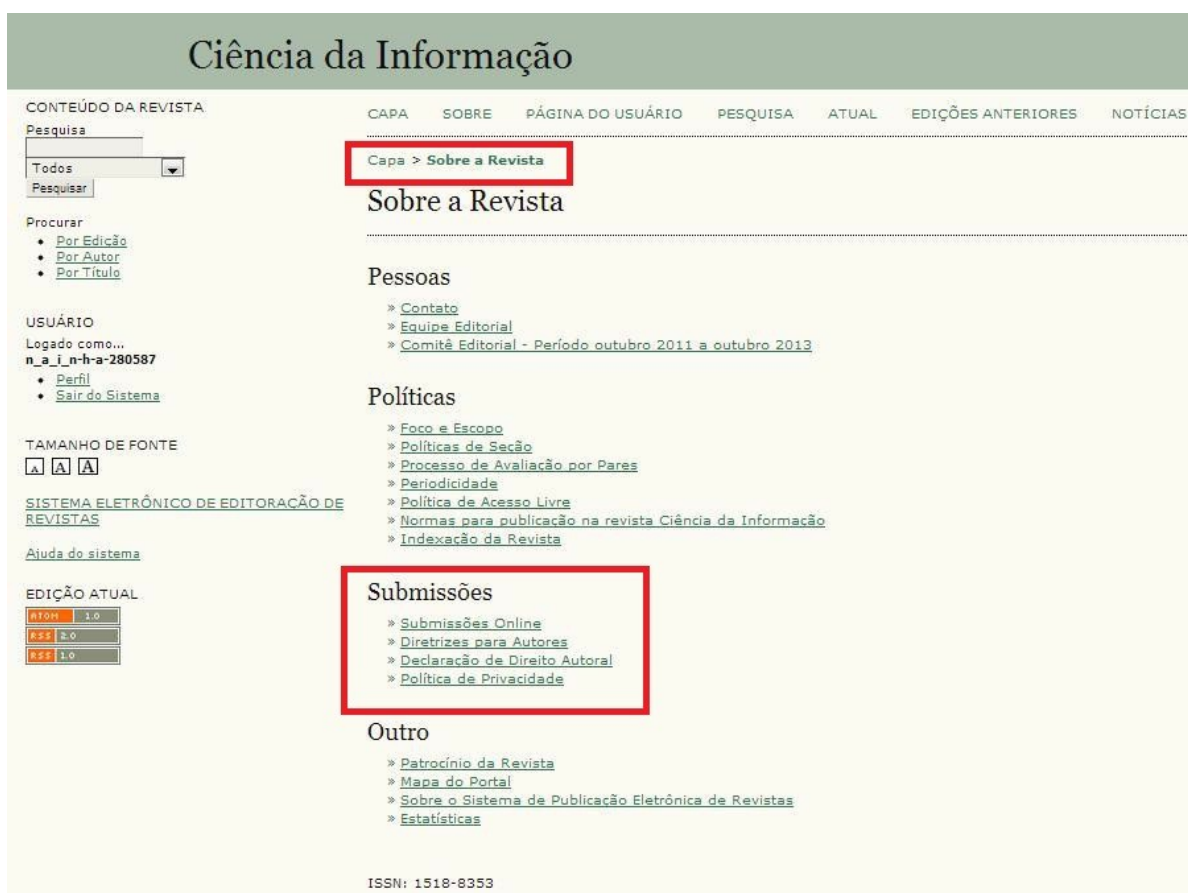 Ciência da Informação
CONTEÚDO DA REVISTA
Pesquisa
Todos
Pesquisar
Procurar
Por Edição
Por Autor
Por Título
USUÁRIO
Logado como...
n_a_i_n-h-a-280587
Perfil
Sair do Sistema
TAMANHO DE FONTE
A A A
SISTEMA ELETRÔNICO DE EDITORAÇÃO DE
REVISTAS
Ajuda do sistema
EDIÇÃO ATUAL
ATOM 1.0
RSS 2.0
RSS 1.0
CAPA SOBRE PÁGINA DO USUÁRIO PESQUISA ATUAL EDIÇÕES ANTERIORES NOTÍCIAS
Capa > Sobre a Revista
Sobre a Revista
Pessoas
» Contato
» Equipe Editorial
» Comitê Editorial - Período outubro 2011 a outubro 2013
Políticas
» Foco e Escopo
» Políticas de Seção
» Processo de Avaliação por Pares
» Periodicidade
» Política de Acesso Livre
» Normas para publicação na revista Ciência da Informação
» Indexação da Revista
Submissões
» Submissões Online
» Diretrizes para Autores
» Declaração de Direito Autoral
» Política de Privacidade
Outro
» Patrocínio da Revista
» Mapa do Portal
» Sobre o Sistema de Publicação Eletrônica de Revistas
» Estatísticas
ISSN: 1518-8353